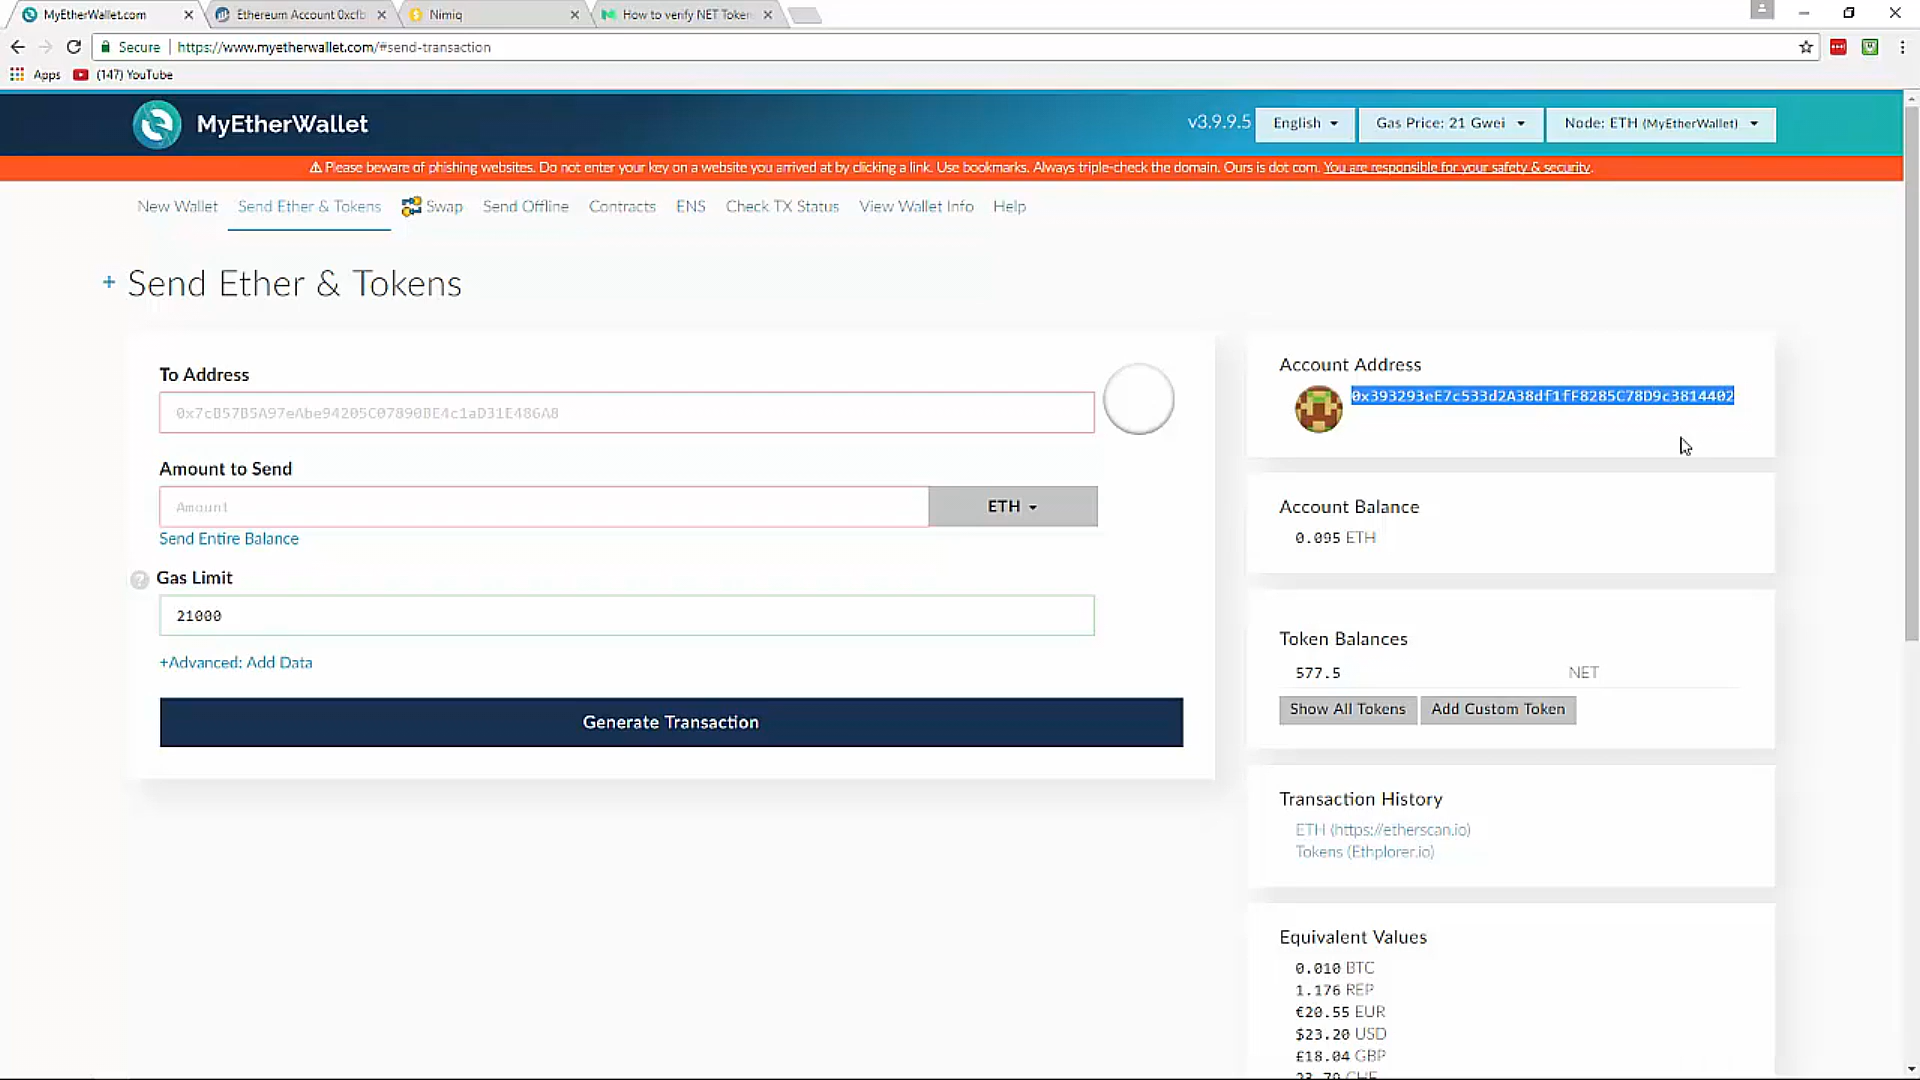 MyEtherWallet.com
Ethereum Account 0xcfb
Nimiq
How to verify NET Token
Secure
https://www.myetherwallet.com/#send-transaction
Apps
(147) YouTube
MyEtherWallet
v3.9.9.5
English
Gas Price: 21 Gwei
Node: ETH (MyEtherWallet)
Please beware of phishing websites. Do not enter your key on a website you arrived at by clicking a link. Use bookmarks. Always triple-check the domain. Ours is dot com. You are responsible for your safety & security.
New Wallet
Send Ether & Tokens
Swap
Send Offline
Contracts
ENS
Check TX Status
View Wallet Info
Help
+ Send Ether & Tokens
To Address
0x7cB57B5A97eAbe94205C07890BE4c1aD31E486A8
Amount to Send
Amount
ETH
Send Entire Balance
? Gas Limit
21000
+Advanced: Add Data
Generate Transaction
Account Address
0x393293eE7c533d2A38df1fF8285C78D9c3814402
Account Balance
0.095 ETH
Token Balances
577.5 NET
Show All Tokens
Add Custom Token
Transaction History
ETH (https://etherscan.io)
Tokens (Ethplorer.io)
Equivalent Values
0.010 BTC
1.176 REP
€20.55 EUR
$23.20 USD
£18.04 GBP